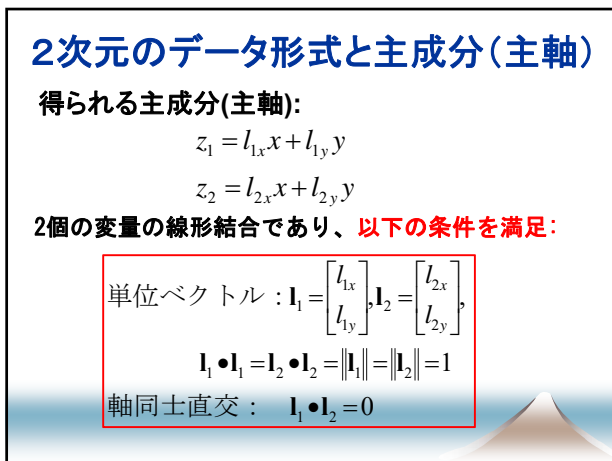 2次元のデータ形式と主成分(主軸)
得られる主成分(主軸):
z₁ = l₁ₓx + l₁ᵧy
z₂ = l₂ₓx + l₂ᵧy
2個の変量の線形結合であり、以下の条件を満足:
単位ベクトル : l₁ = [l₁ₓ l₁ᵧ], l₂ = [l₂ₓ l₂ᵧ],
l₁•l₁ = l₂•l₂ = ‖l₁‖ = ‖l₂‖ = 1
軸同士直交 : l₁•l₂ = 0